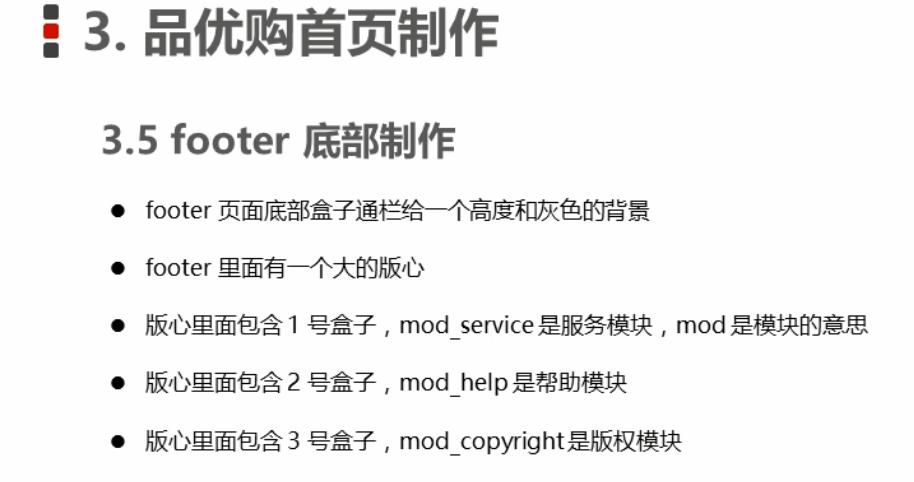 3. 品优购首页制作
3.5 footer 底部制作
● footer 页面底部盒子通栏给一个高度和灰色的背景
● footer 里面有一个大的版心
● 版心里面包含 1 号盒子，mod_service 是服务模块，mod 是模块的意思
● 版心里面包含 2 号盒子，mod_help 是帮助模块
● 版心里面包含 3 号盒子，mod_copyright 是版权模块